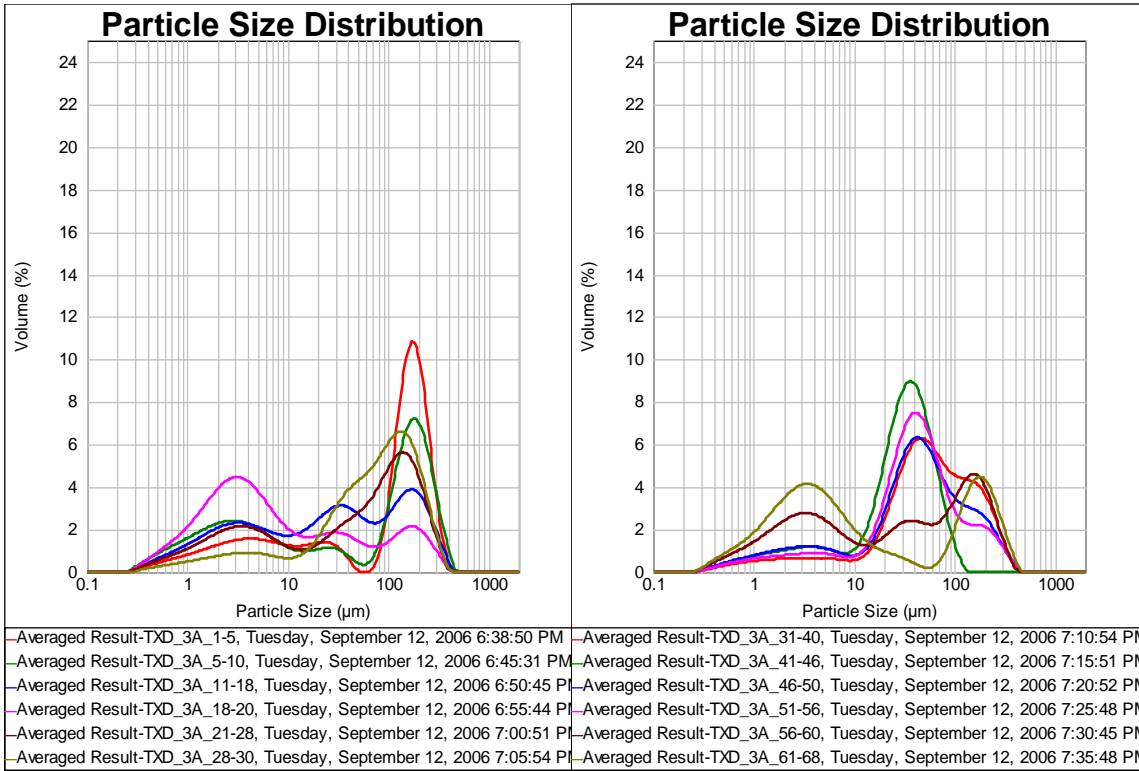 Particle Size Distribution
24
22
20
18
16
14
12
10
8
6
4
2
0
Volume (%)
0.1 1 10 100 1000
Particle Size (µm)
Averaged Result-TXD_3A_1-5, Tuesday, September 12, 2006 6:38:50 PM
Averaged Result-TXD_3A_5-10, Tuesday, September 12, 2006 6:45:31 PM
Averaged Result-TXD_3A_11-18, Tuesday, September 12, 2006 6:50:45 PM
Averaged Result-TXD_3A_18-20, Tuesday, September 12, 2006 6:55:44 PM
Averaged Result-TXD_3A_21-28, Tuesday, September 12, 2006 7:00:51 PM
Averaged Result-TXD_3A_28-30, Tuesday, September 12, 2006 7:05:54 PM
Particle Size Distribution
24
22
20
18
16
14
12
10
8
6
4
2
0
Volume (%)
0.1 1 10 100 1000
Particle Size (µm)
Averaged Result-TXD_3A_31-40, Tuesday, September 12, 2006 7:10:54 PM
Averaged Result-TXD_3A_41-46, Tuesday, September 12, 2006 7:15:51 PM
Averaged Result-TXD_3A_46-50, Tuesday, September 12, 2006 7:20:52 PM
Averaged Result-TXD_3A_51-56, Tuesday, September 12, 2006 7:25:48 PM
Averaged Result-TXD_3A_56-60, Tuesday, September 12, 2006 7:30:45 PM
Averaged Result-TXD_3A_61-68, Tuesday, September 12, 2006 7:35:48 PM